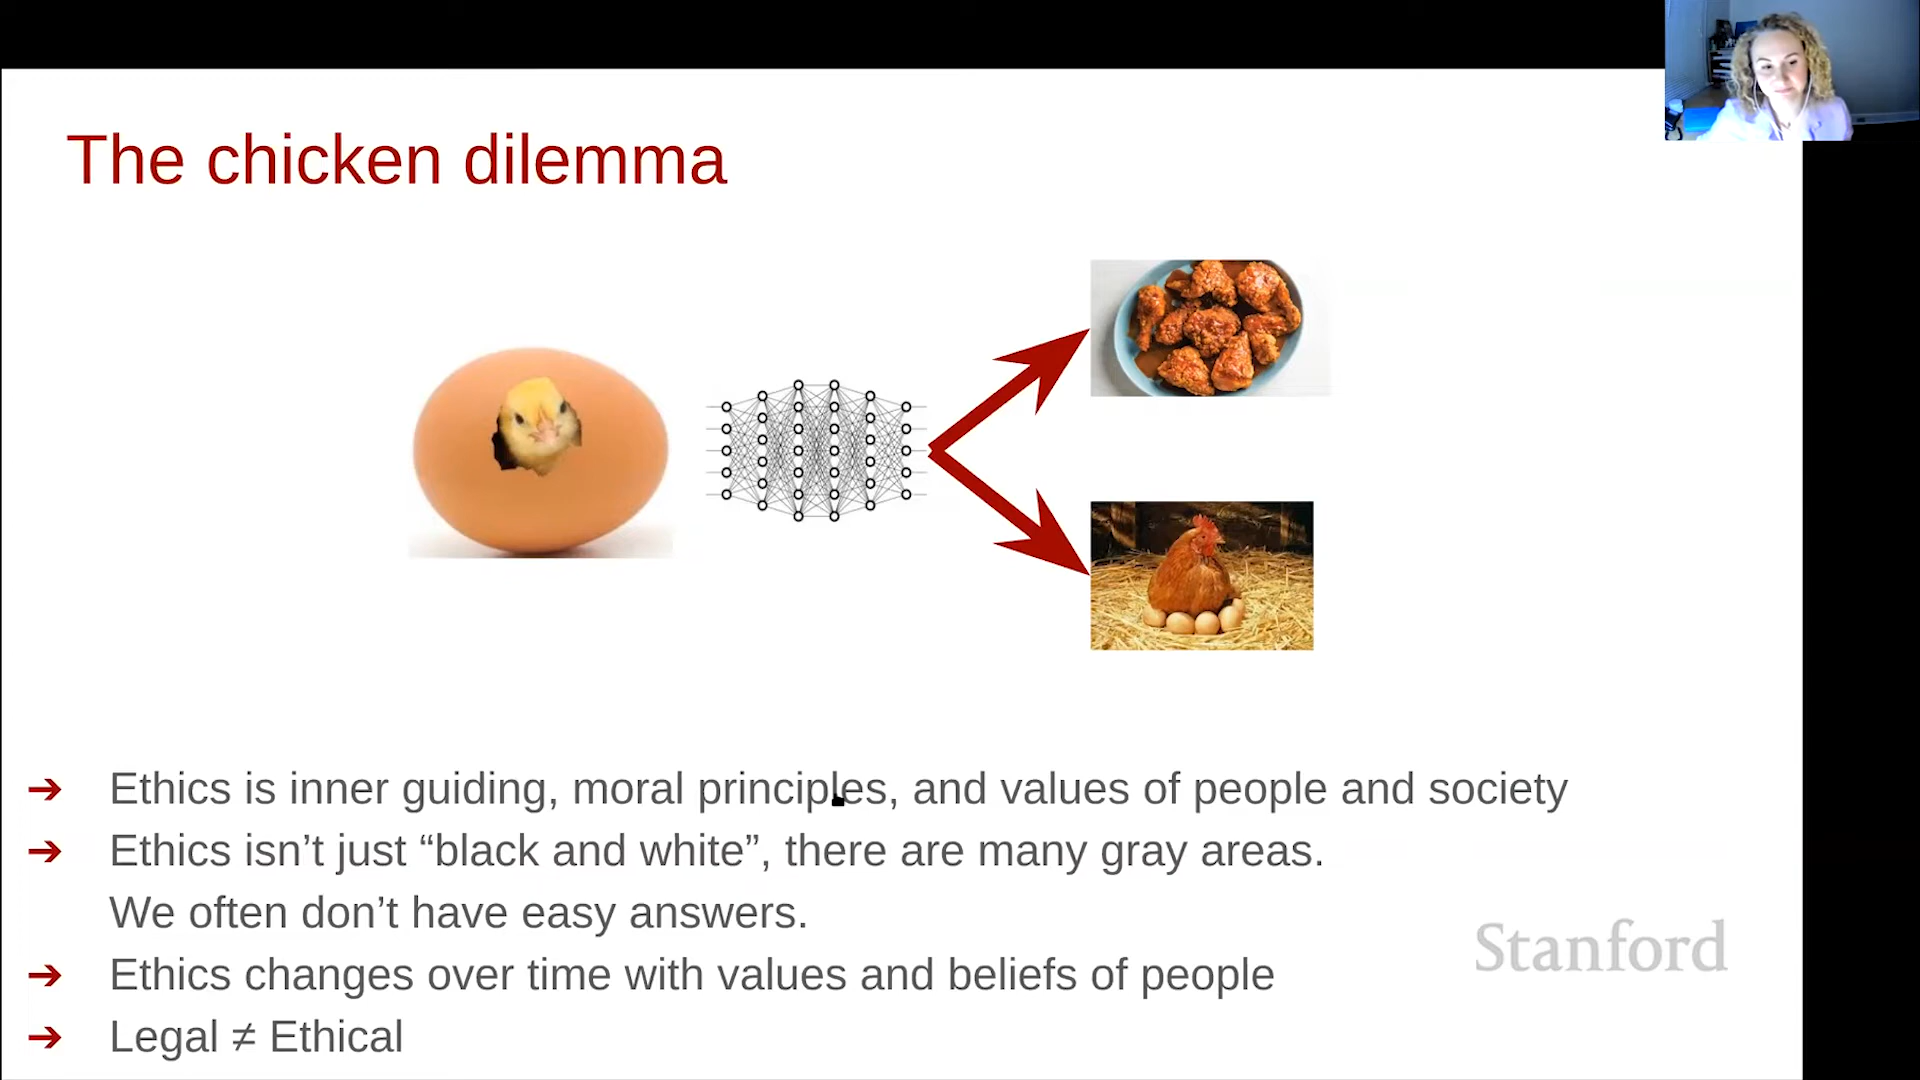 The chicken dilemma
➔ Ethics is inner guiding, moral principles, and values of people and society
➔ Ethics isn’t just “black and white”, there are many gray areas.
We often don’t have easy answers.
➔ Ethics changes over time with values and beliefs of people
➔ Legal ≠ Ethical
Stanford